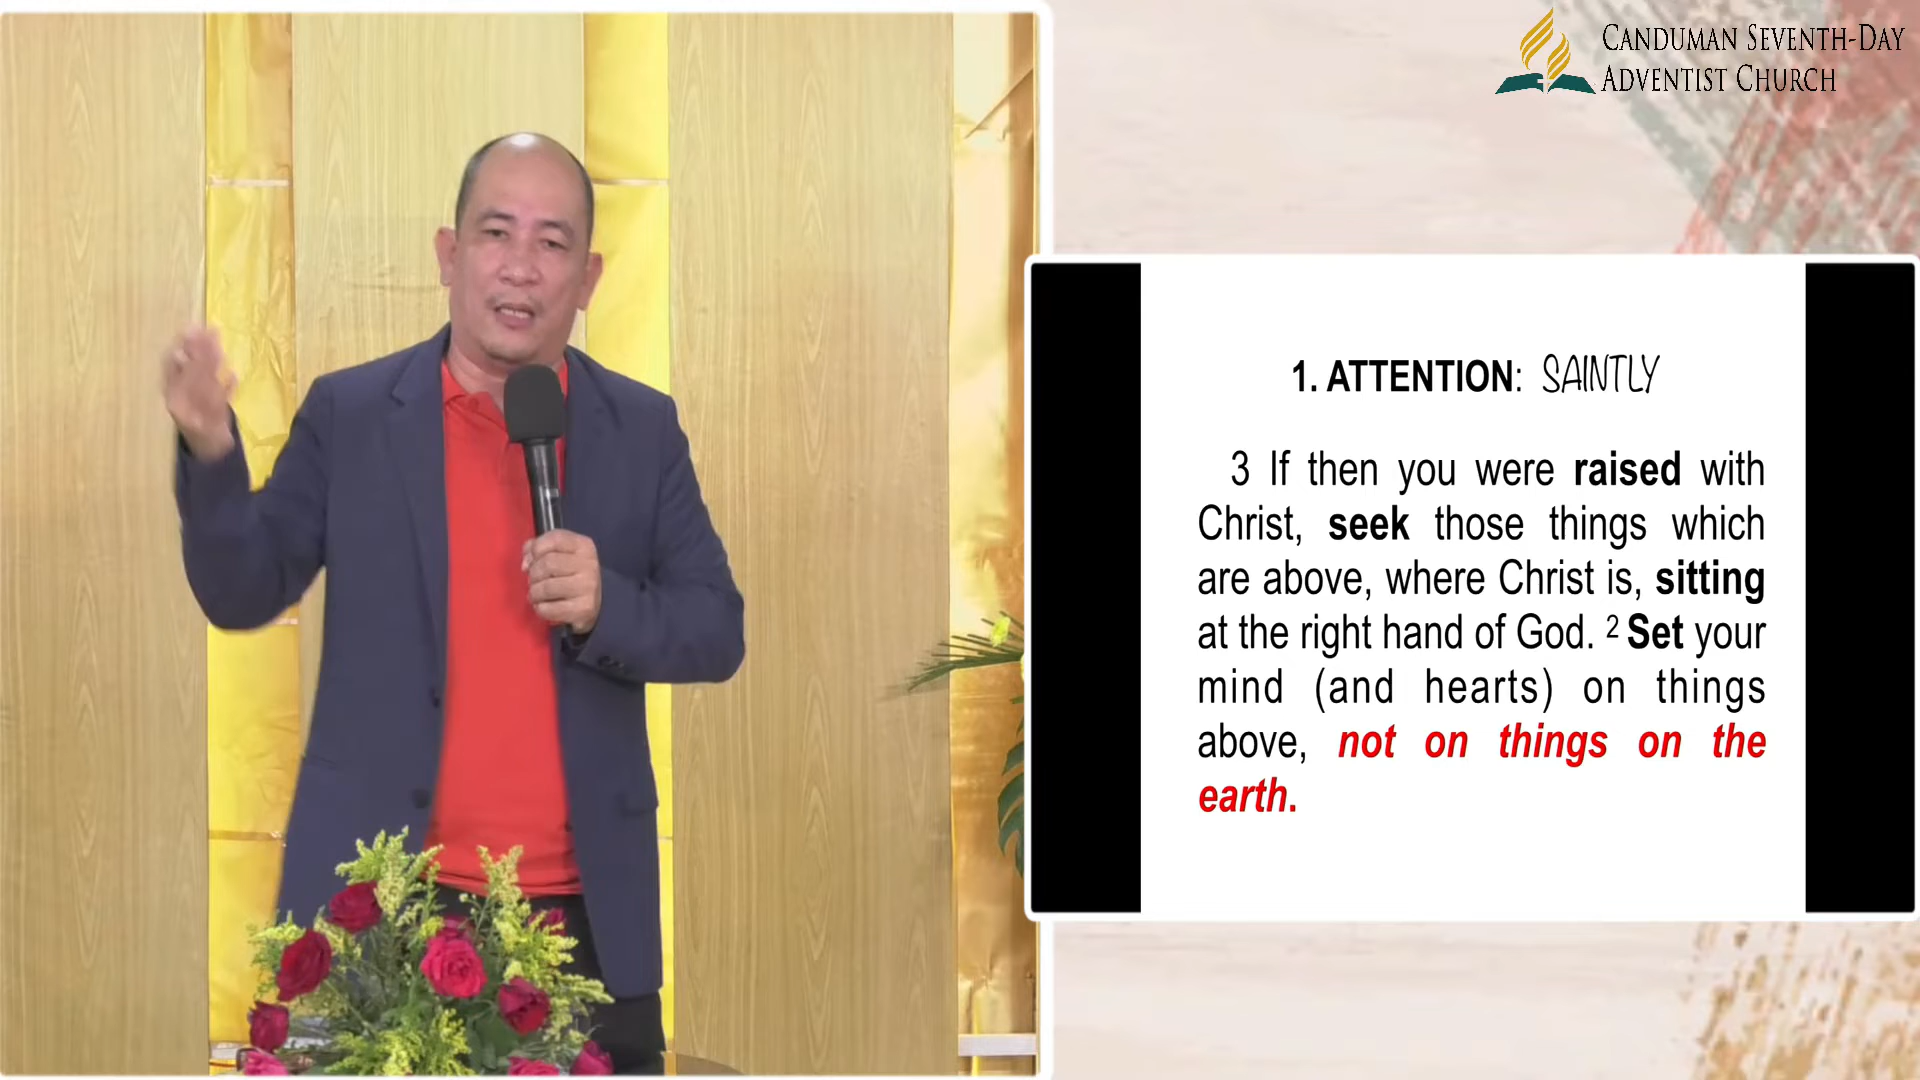 CANDUMAN SEVENTH-DAY
ADVENTIST CHURCH
1. ATTENTION: SAINTLY
3 If then you were raised with
Christ, seek those things which
are above, where Christ is, sitting
at the right hand of God. 2 Set your
mind (and hearts) on things
above, not on things on the
earth.